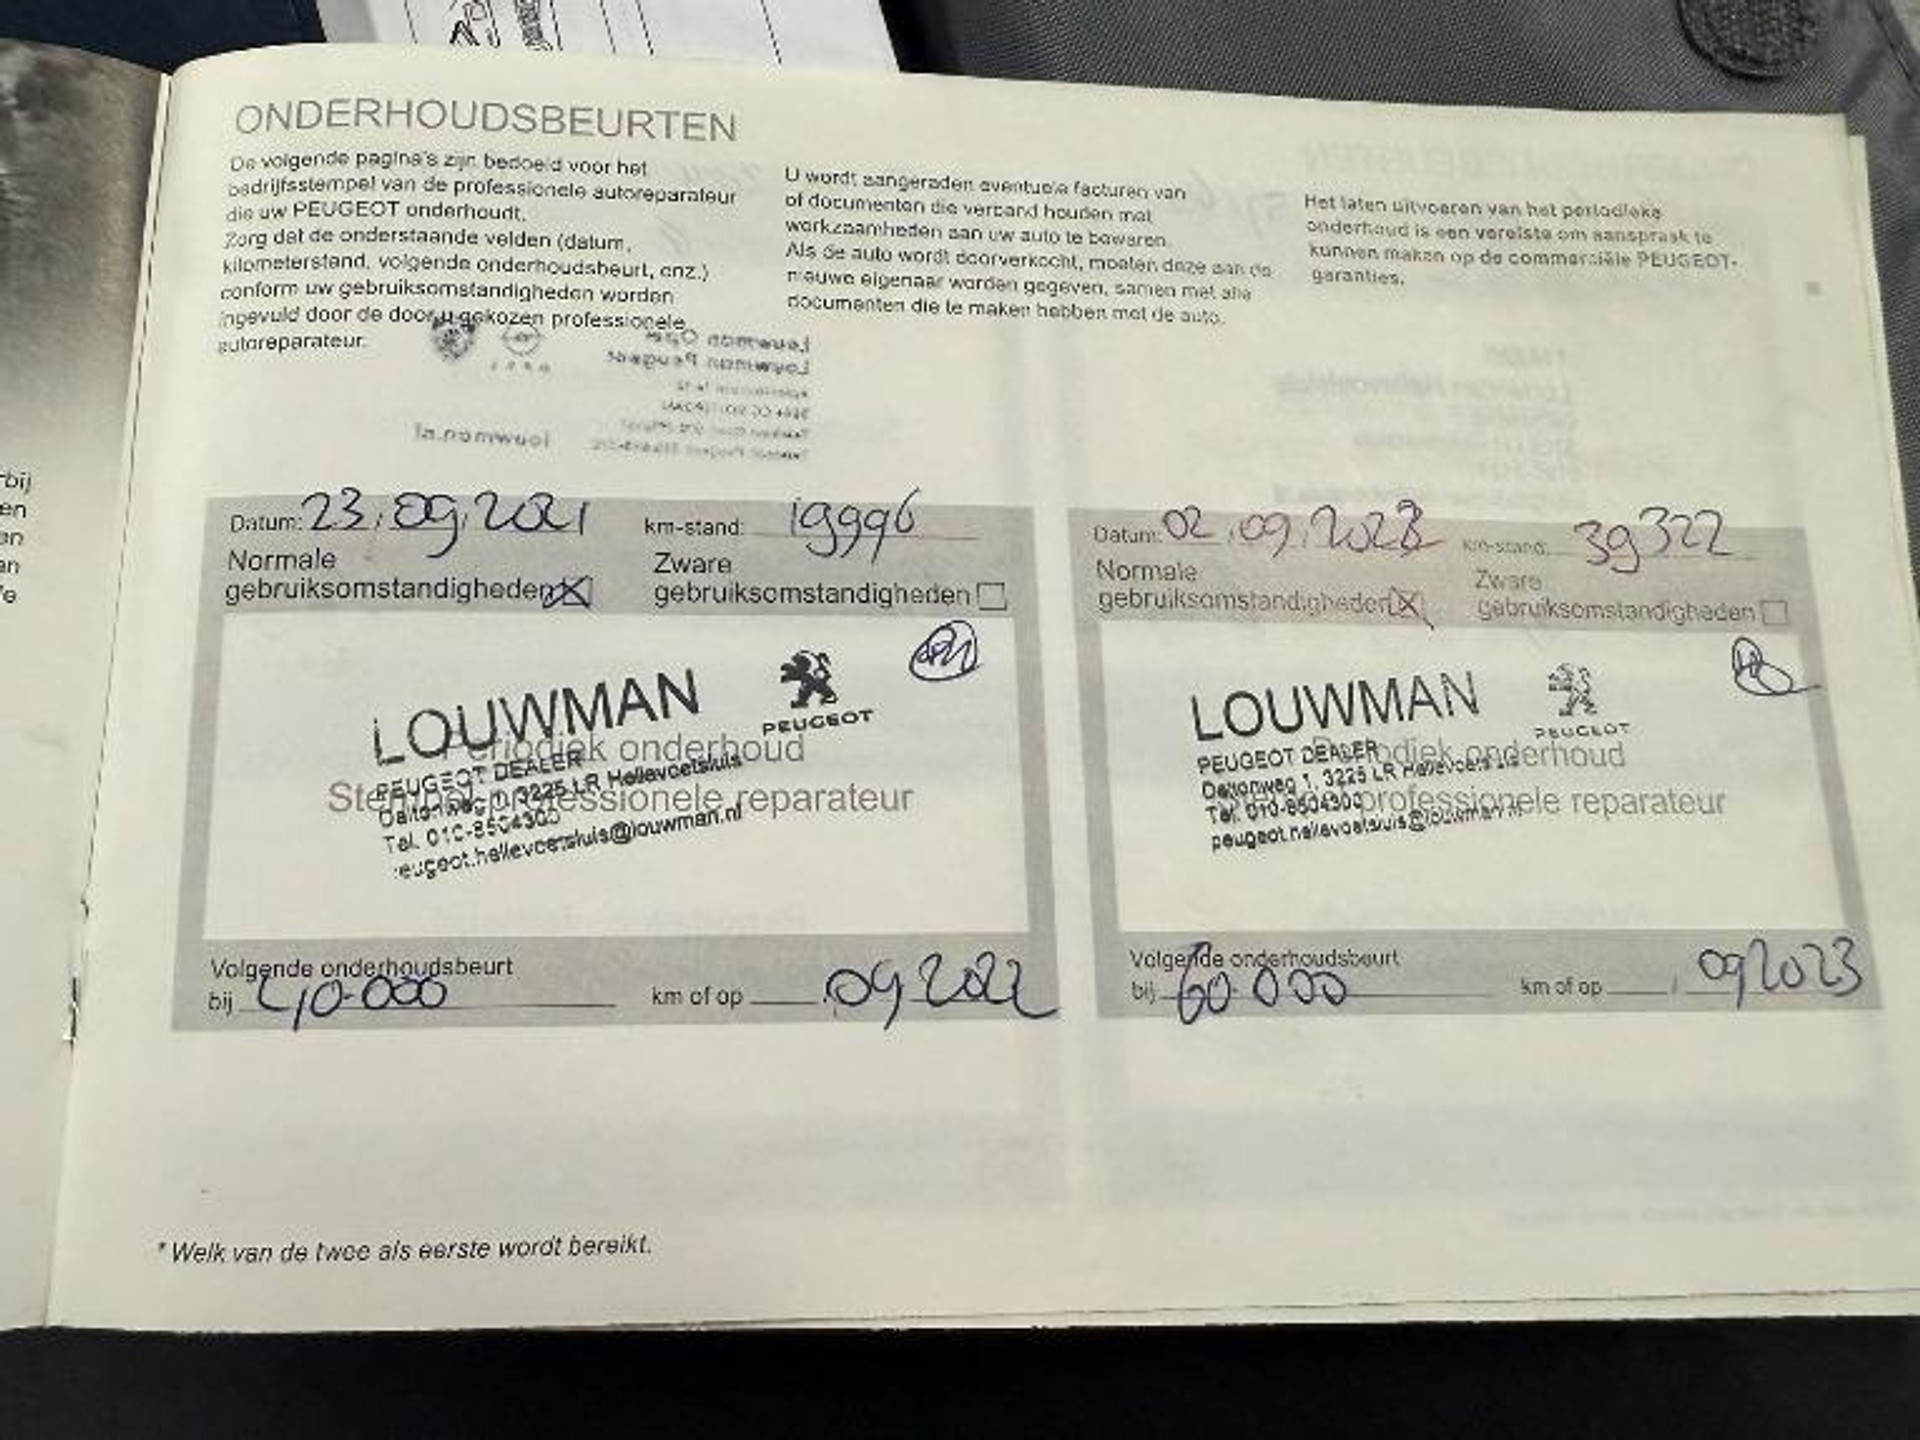 ONDERHOUDSBEURTEN
De volgende pagina's zijn bedoeld voor het
bedrijfsstempel van de professionele autoreparateur
die uw PEUGEOT onderhoudt.
Zorg dat de onderstaande velden (datum,
kilometerstand, volgende onderhoudsbeurt, enz.)
conform uw gebruiksomstandigheden worden
ingevuld door de door u gekozen professionele
autoreparateur.
U wordt aangeraden eventuele facturen van
of documenten die verband houden met
werkzaamheden aan uw auto te bewaren.
Als de auto wordt doorverkocht, moeten deze aan de
nieuwe eigenaar worden gegeven, samen met alle
documenten die te maken hebben met de auto.
Het laten uitvoeren van het periodieke
onderhoud is een vereiste om aanspraak te
kunnen maken op de commerciële PEUGEOT-
garanties.
bij
en
en
Datum: 23.09.2021 km-stand: 19996
Normale Zware
gebruiksomstandigheden gebruiksomstandigheden
LOUWMAN PEUGEOT
Periodiek onderhoud
Stempel professionele reparateur
PEUGEOT DEALER
Daltonweg 1, 3225 LR Hellevoetsluis
Tel. 010-8504300
peugeot.hellevoetsluis@louwman.nl
Volgende onderhoudsbeurt
bij 40.000 km of op 09 2022
Datum: 02.09.2022 km-stand: 39322
Normale Zware
gebruiksomstandigheden gebruiksomstandigheden
LOUWMAN PEUGEOT
Periodiek onderhoud
professionele reparateur
PEUGEOT DEALER
Daltonweg 1, 3225 LR Hellevoetsluis
Tel. 010-8504300
peugeot.hellevoetsluis@louwman.nl
Volgende onderhoudsbeurt
bij 60.000 km of op 09 2023
* Welk van de twee als eerste wordt bereikt.